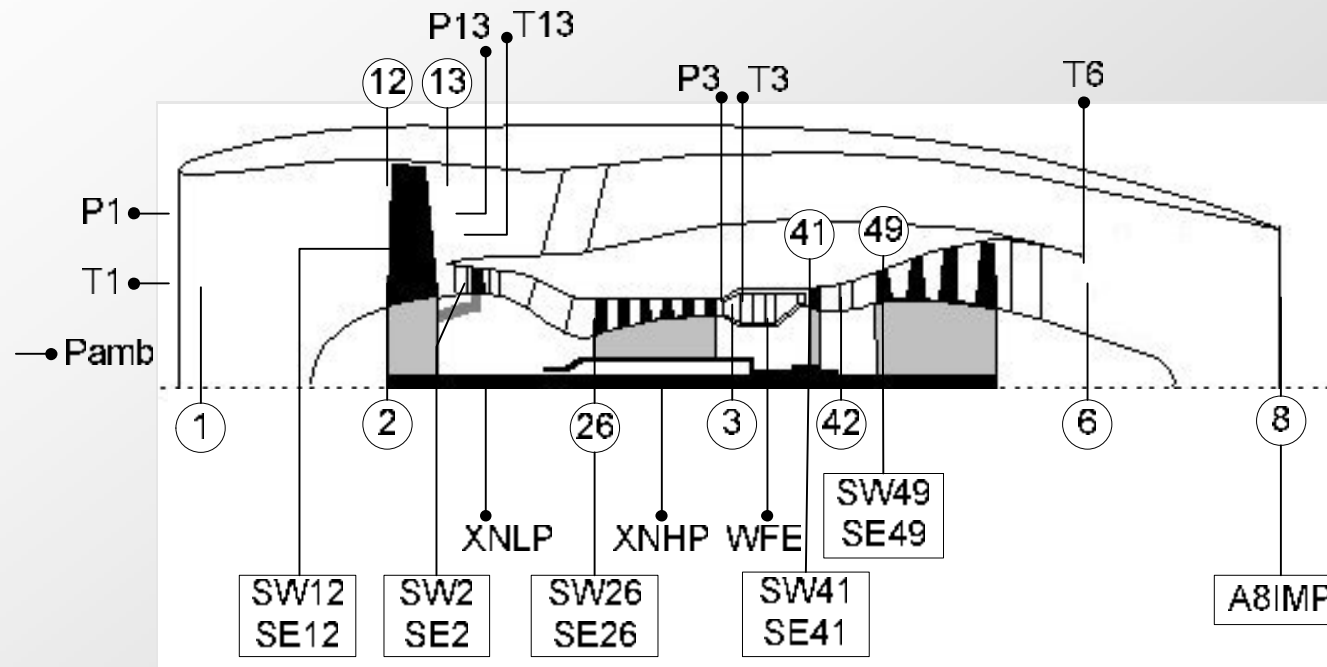 P13
T13
12
13
P3
T3
T6
P1
41
49
T1
Pamb
1
2
26
3
42
6
8
SW49
SE49
XNLP
XNHP
WFE
SW12
SE12
SW2
SE2
SW26
SE26
SW41
SE41
A8IMP